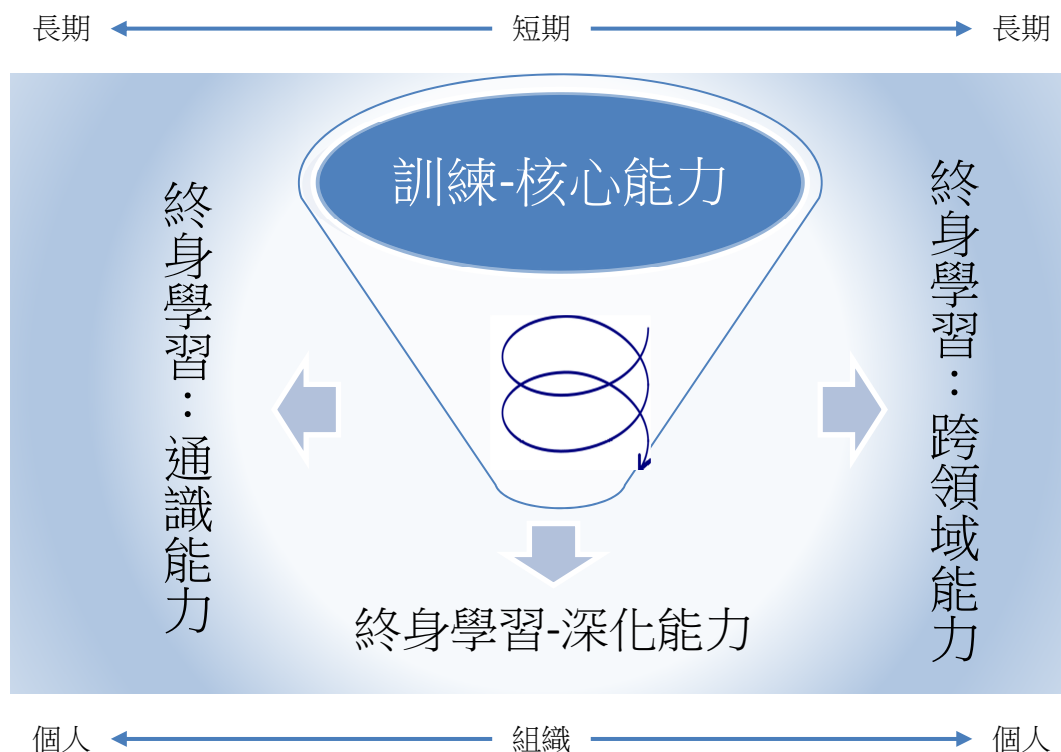 長期 短期 長期
訓練-核心能力
終身學習：通識能力
終身學習：跨領域能力
終身學習-深化能力
個人 組織 個人